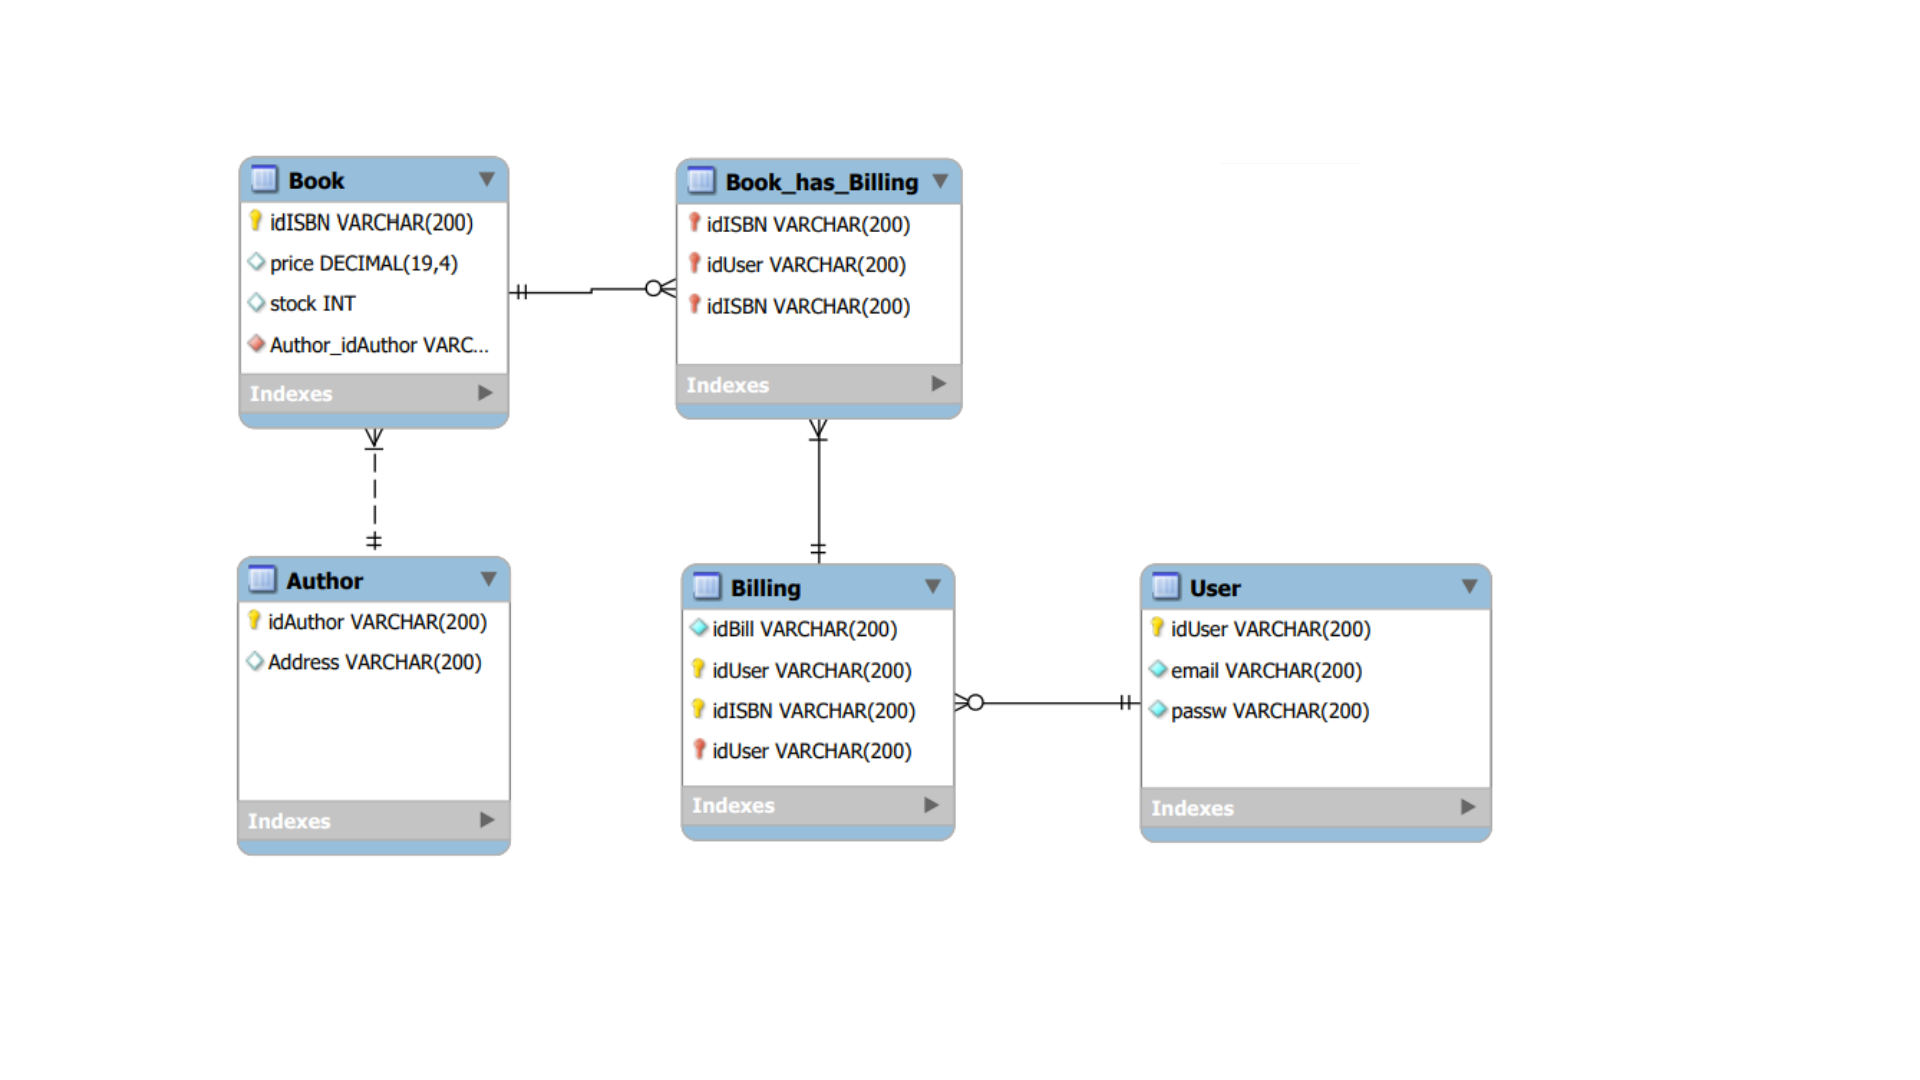 Book
idISBN VARCHAR(200)
price DECIMAL(19,4)
stock INT
Author_idAuthor VARC...
Indexes
Book_has_Billing
idISBN VARCHAR(200)
idUser VARCHAR(200)
idISBN VARCHAR(200)
Indexes
Author
idAuthor VARCHAR(200)
Address VARCHAR(200)
Indexes
Billing
idBill VARCHAR(200)
idUser VARCHAR(200)
idISBN VARCHAR(200)
idUser VARCHAR(200)
Indexes
User
idUser VARCHAR(200)
email VARCHAR(200)
passw VARCHAR(200)
Indexes